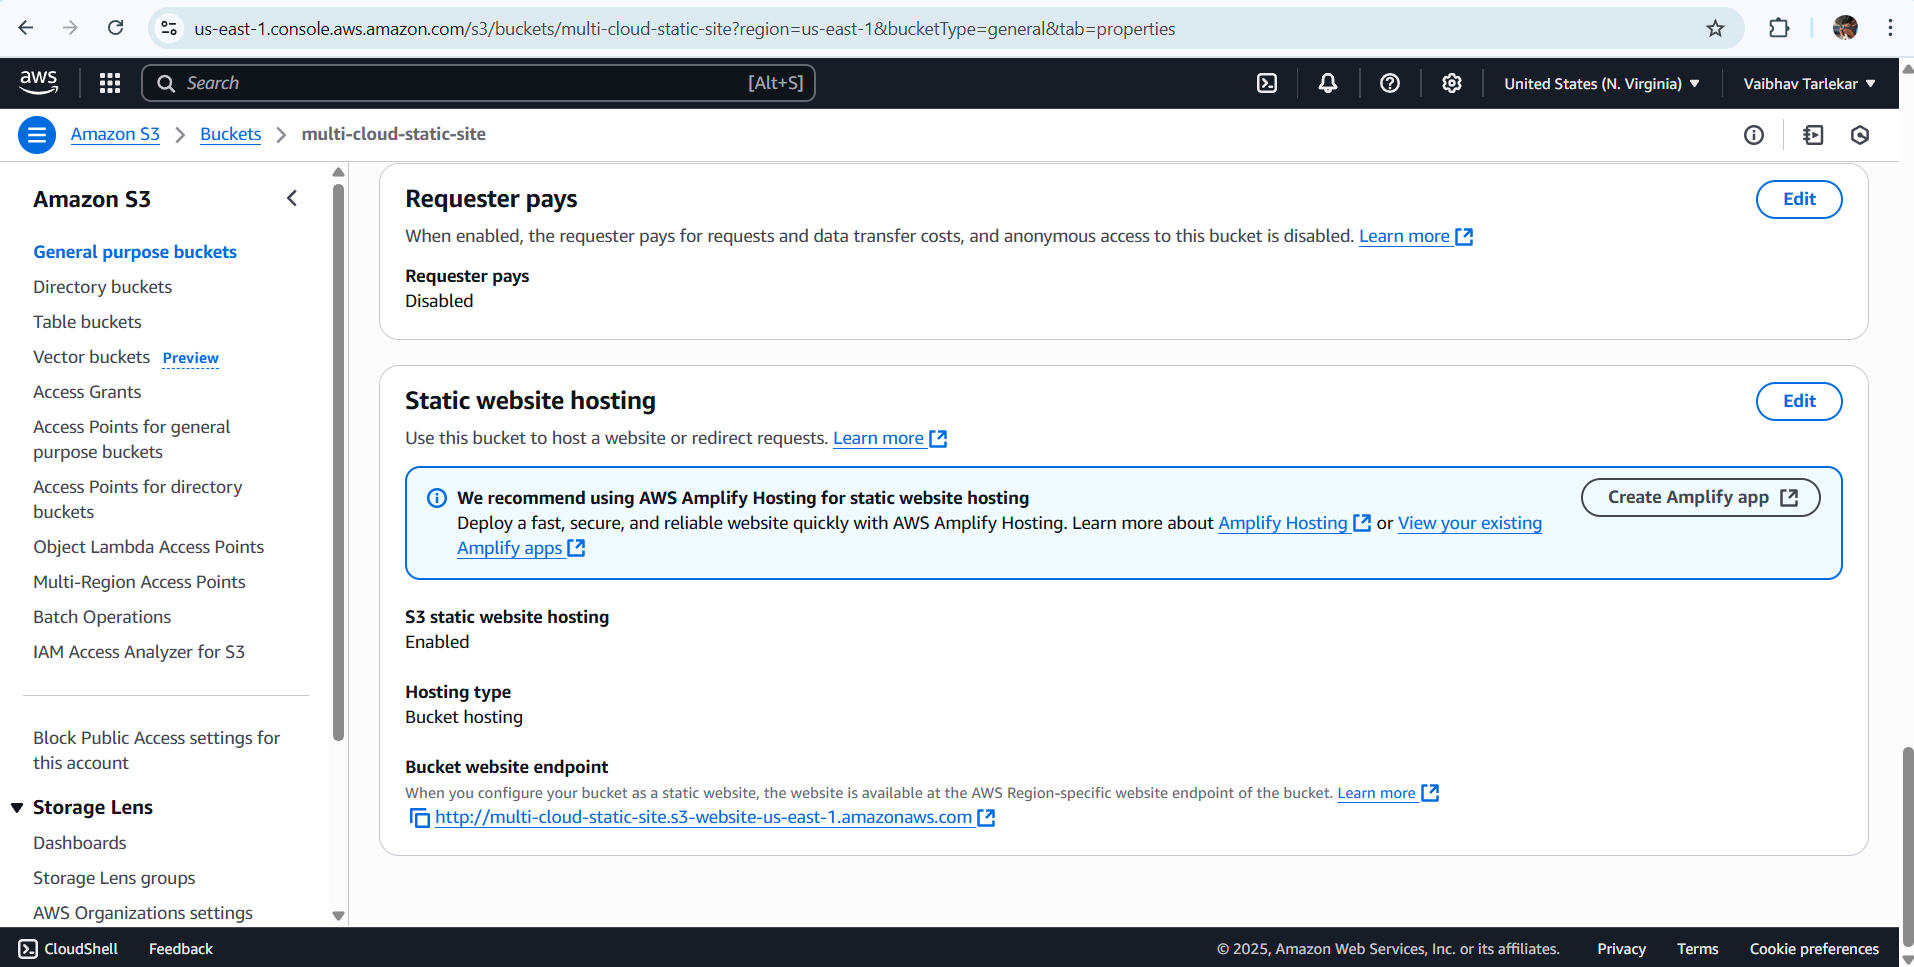 us-east-1.console.aws.amazon.com/s3/buckets/multi-cloud-static-site?region=us-east-1&bucketType=general&tab=properties
aws
Search [Alt+S]
United States (N. Virginia)
Vaibhav Tarlekar
Amazon S3 > Buckets > multi-cloud-static-site
Amazon S3
General purpose buckets
Directory buckets
Table buckets
Vector buckets Preview
Access Grants
Access Points for general
purpose buckets
Access Points for directory
buckets
Object Lambda Access Points
Multi-Region Access Points
Batch Operations
IAM Access Analyzer for S3
Block Public Access settings for
this account
Storage Lens
Dashboards
Storage Lens groups
AWS Organizations settings
Requester pays
Edit
When enabled, the requester pays for requests and data transfer costs, and anonymous access to this bucket is disabled. Learn more
Requester pays
Disabled
Static website hosting
Edit
Use this bucket to host a website or redirect requests. Learn more
We recommend using AWS Amplify Hosting for static website hosting
Create Amplify app
Deploy a fast, secure, and reliable website quickly with AWS Amplify Hosting. Learn more about Amplify Hosting or View your existing
Amplify apps
S3 static website hosting
Enabled
Hosting type
Bucket hosting
Bucket website endpoint
When you configure your bucket as a static website, the website is available at the AWS Region-specific website endpoint of the bucket. Learn more
http://multi-cloud-static-site.s3-website-us-east-1.amazonaws.com
CloudShell
Feedback
© 2025, Amazon Web Services, Inc. or its affiliates.
Privacy
Terms
Cookie preferences